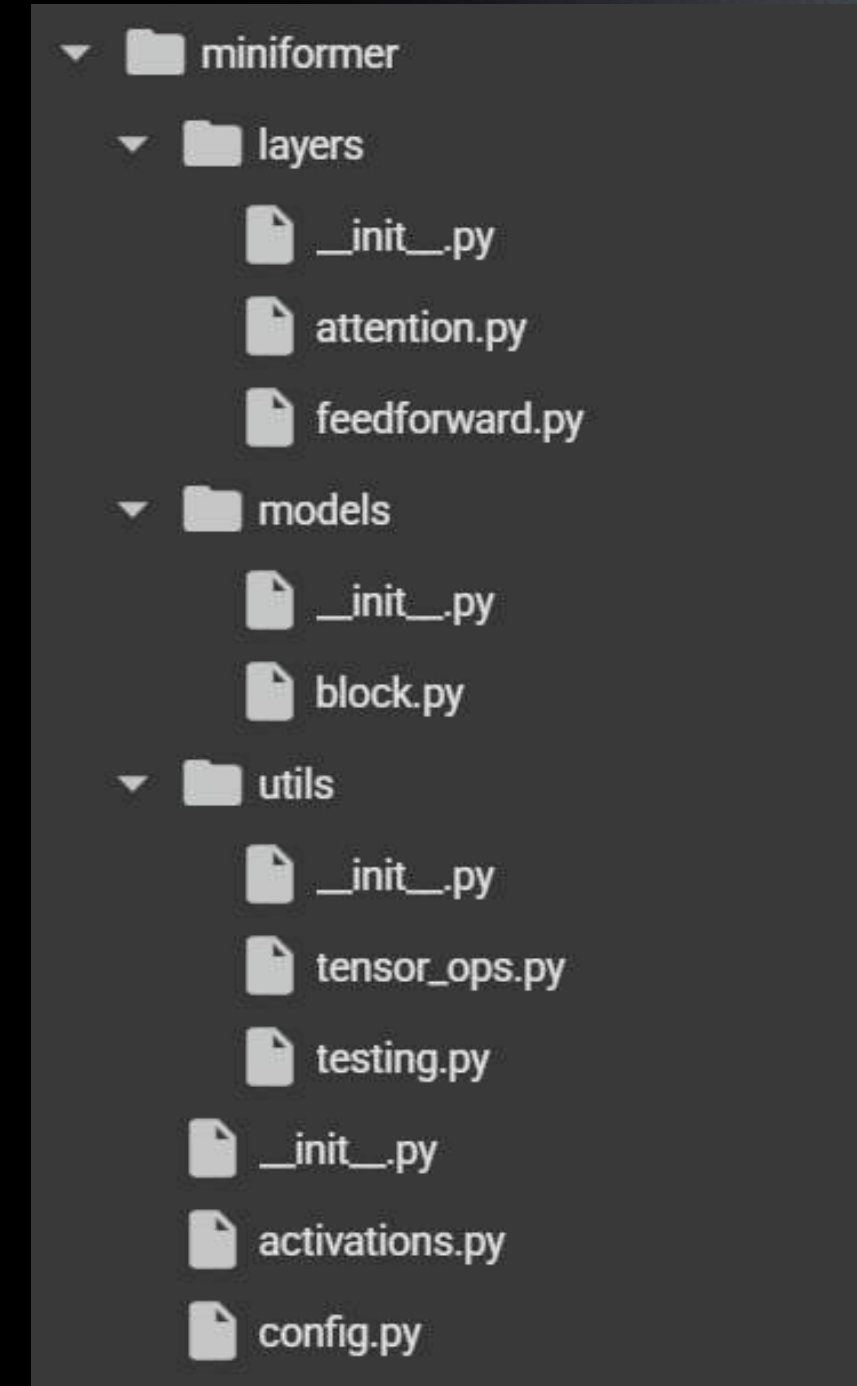 miniformer
layers
__init__.py
attention.py
feedforward.py
models
__init__.py
block.py
utils
__init__.py
tensor_ops.py
testing.py
__init__.py
activations.py
config.py